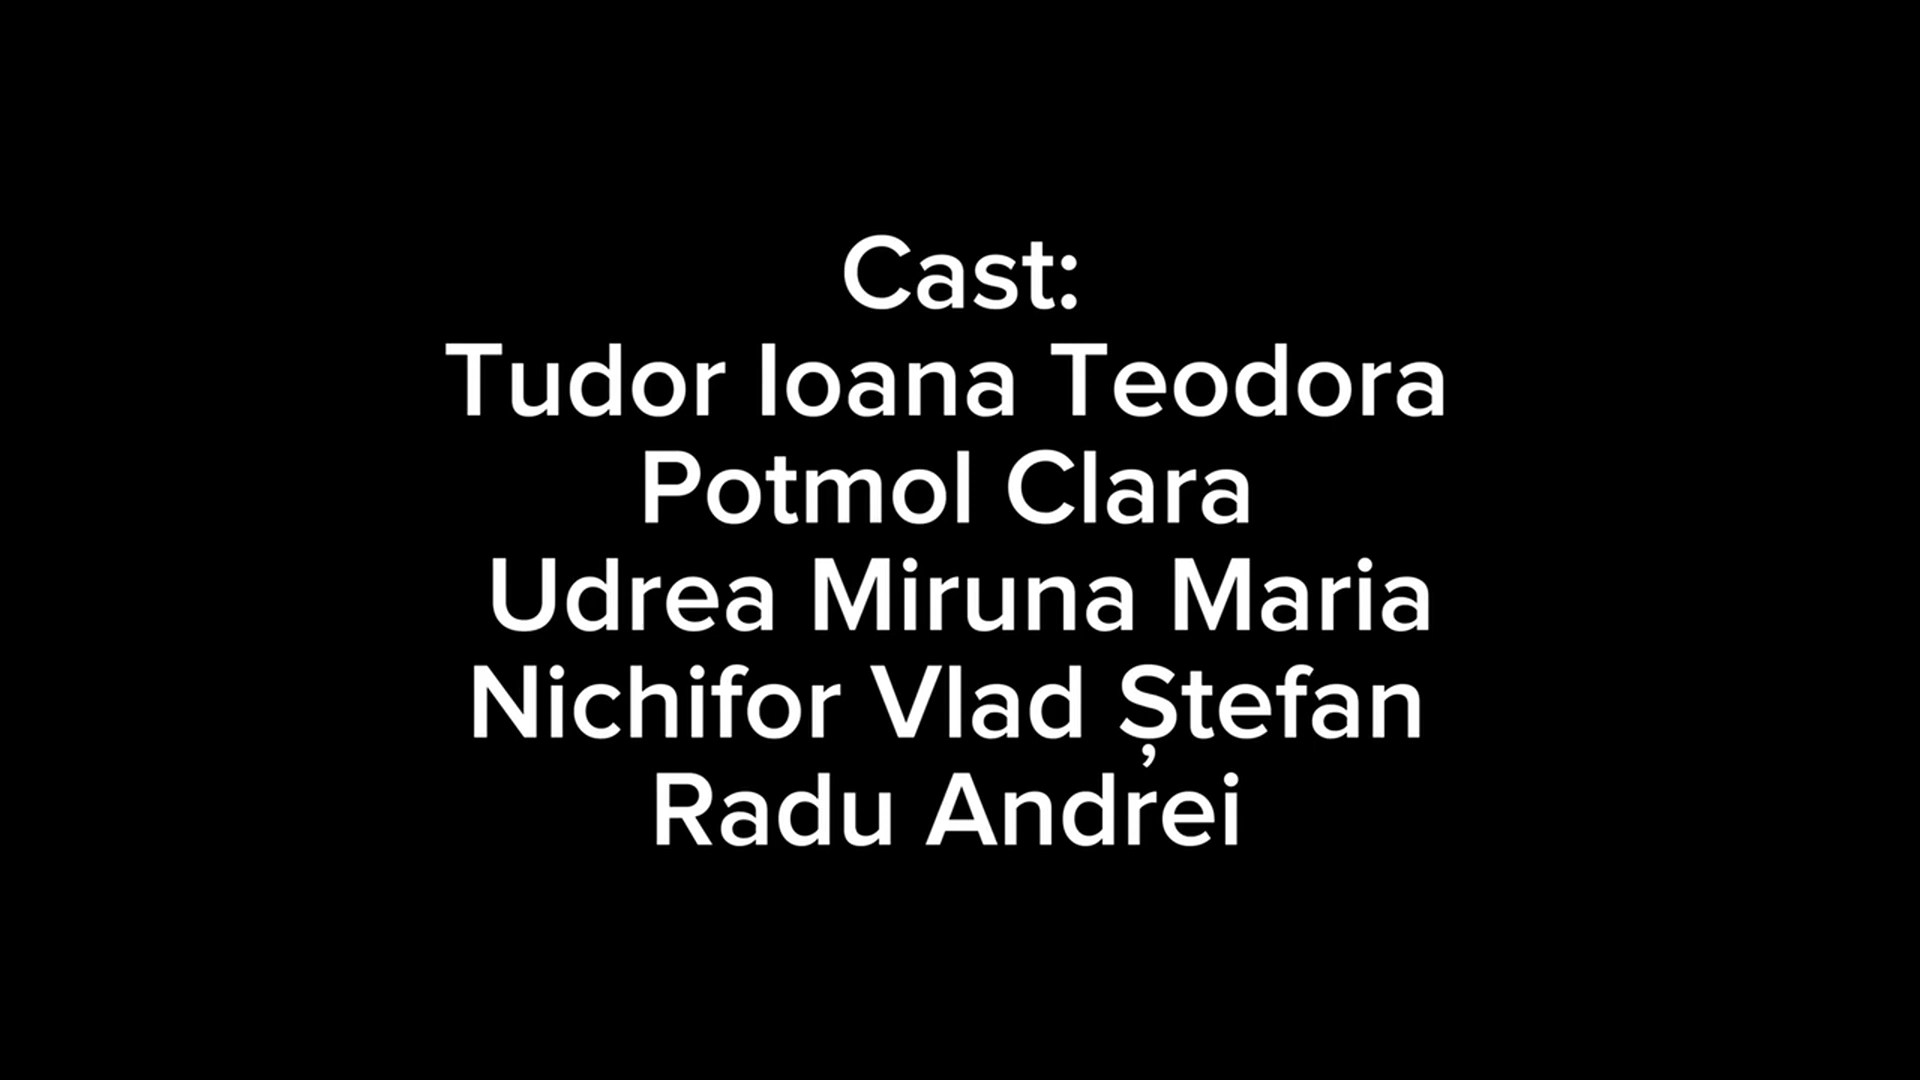 Cast:
Tudor Ioana Teodora
Potmol Clara
Udrea Miruna Maria
Nichifor Vlad Ștefan
Radu Andrei